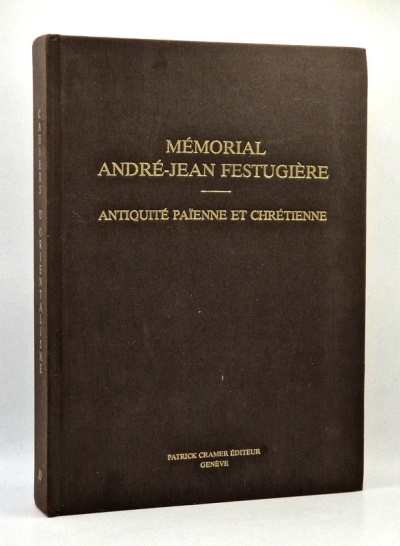 MÉMORIAL
ANDRÉ-JEAN FESTUGIÈRE
ANTIQUITÉ PAÏENNE ET CHRÉTIENNE
PATRICK CRAMER ÉDITEUR
GENÈVE
CAHIERS D'ORIENTALISME